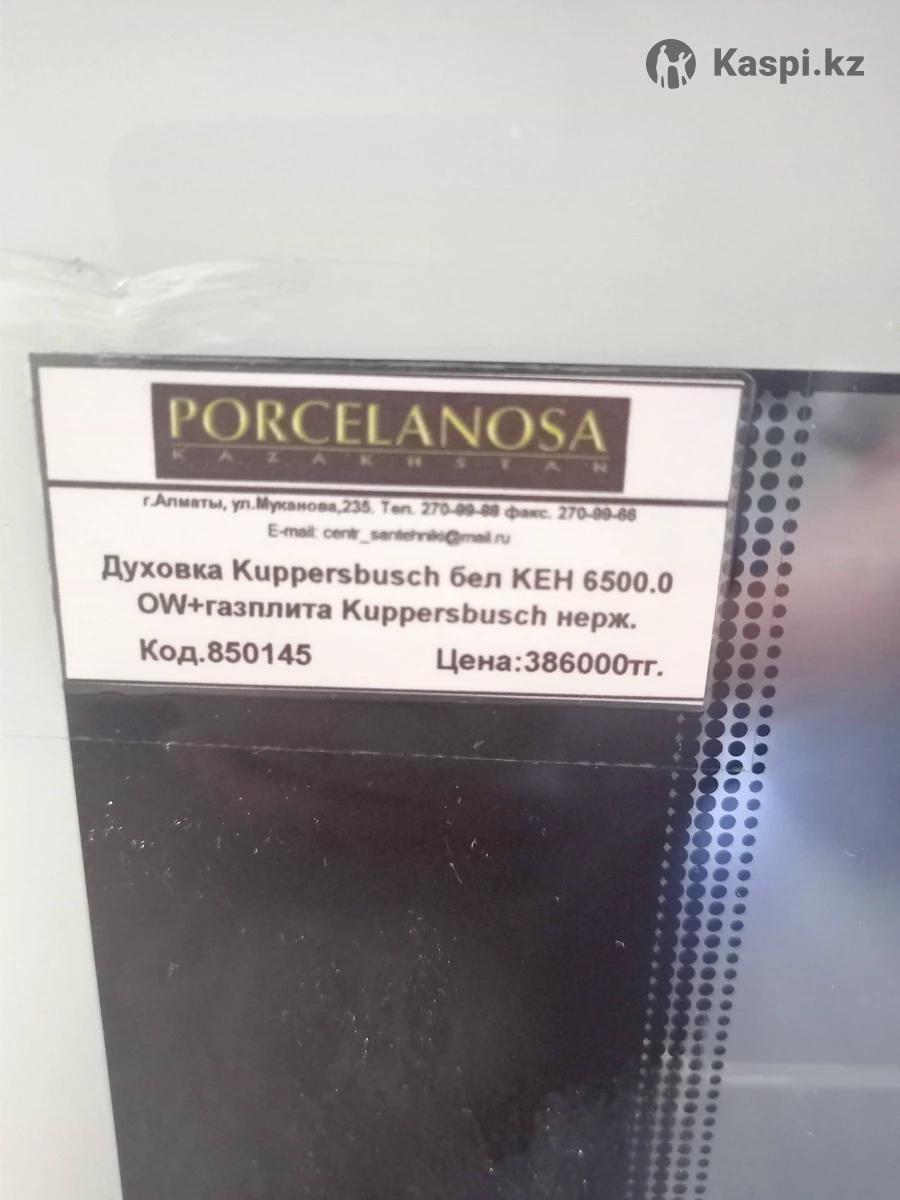 Kaspi.kz
PORCELANOSA
KAZAKHSTAN
г.Алматы, ул.Муканова,235. Тел. 270-99-88 факс. 270-99-66
E-mail: centr_santehniki@mail.ru
Духовка Kuppersbusch бел KEH 6500.0
OW+газплита Kuppersbusch нерж.
Код.850145 Цена:386000тг.